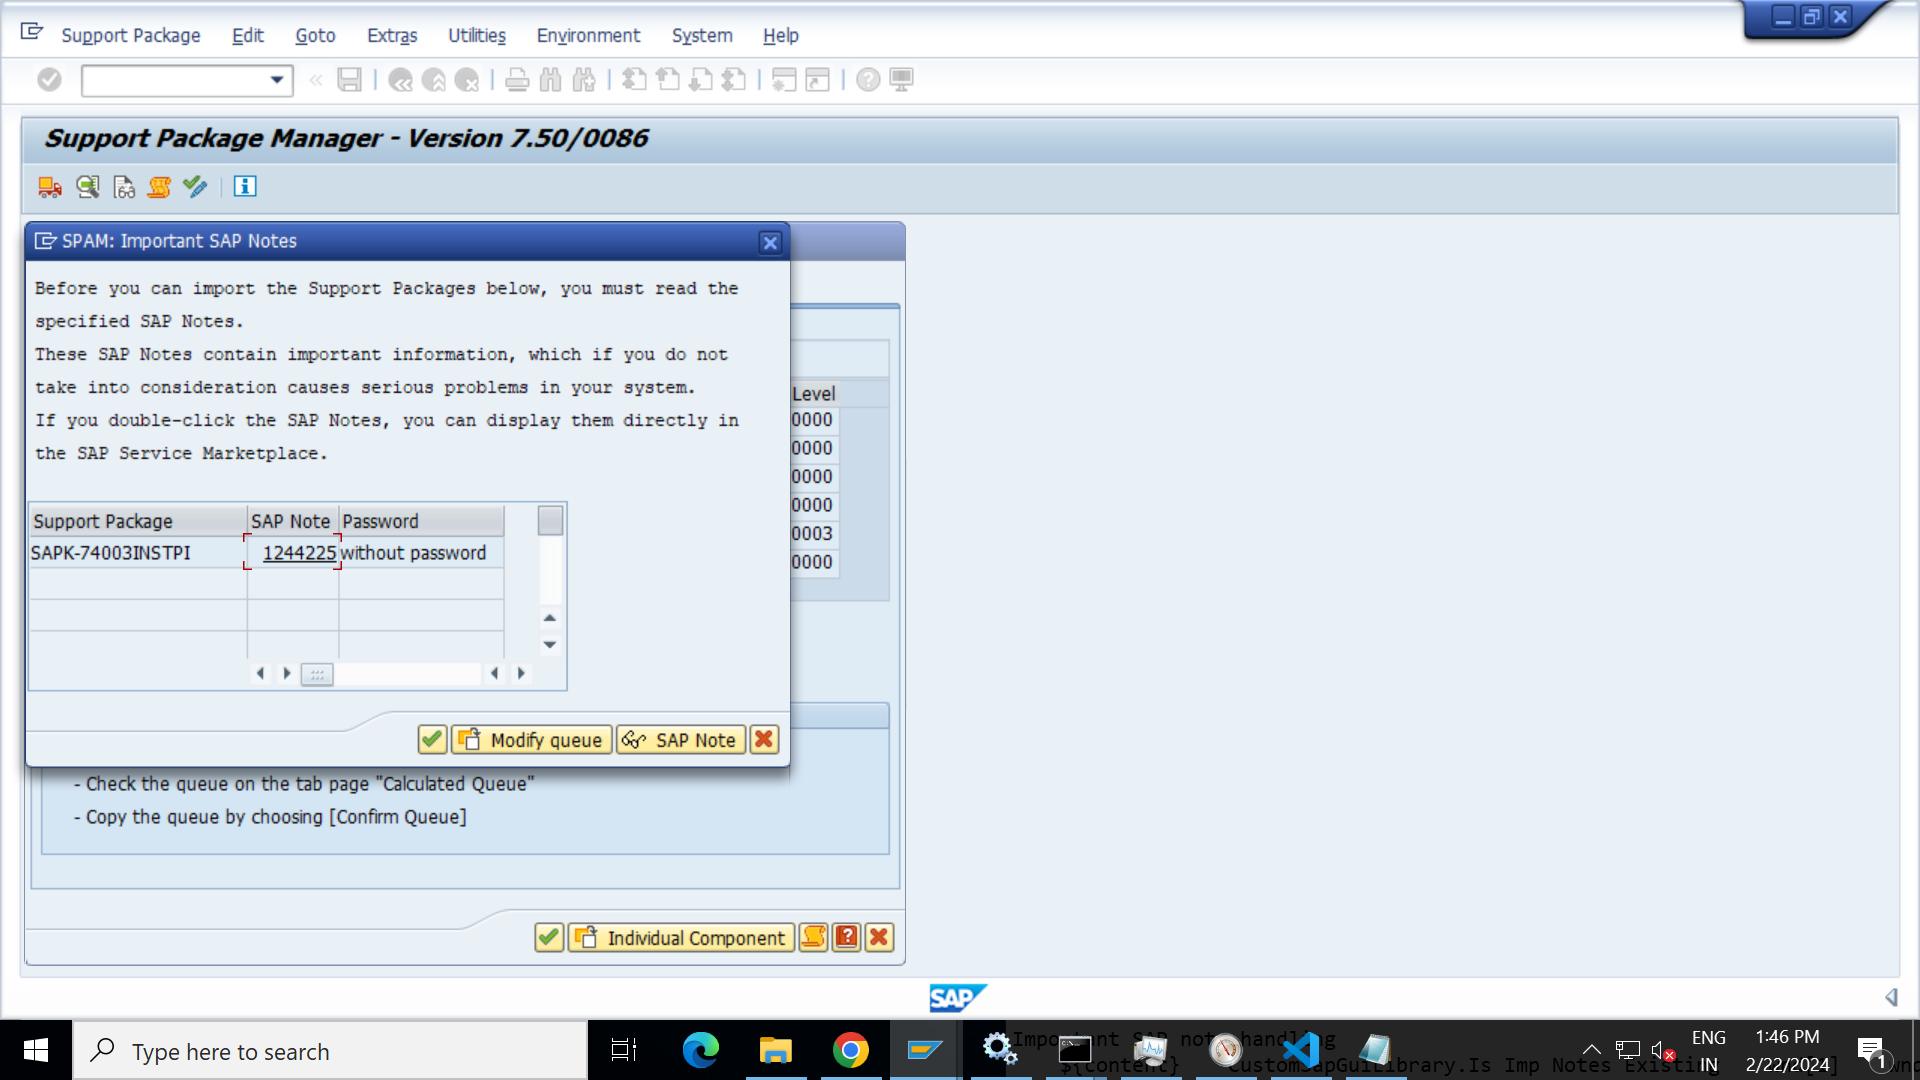 Support Package Edit Goto Extras Utilities Environment System Help
Support Package Manager - Version 7.50/0086
SPAM: Important SAP Notes
Before you can import the Support Packages below, you must read the
specified SAP Notes.
These SAP Notes contain important information, which if you do not
take into consideration causes serious problems in your system.
If you double-click the SAP Notes, you can display them directly in
the SAP Service Marketplace.
Level
0000
0000
0000
0000
0003
0000
Support Package SAP Note Password
SAPK-74003INSTPI 1244225 without password
Modify queue SAP Note
- Check the queue on the tab page "Calculated Queue"
- Copy the queue by choosing [Confirm Queue]
Individual Component
SAP
Type here to search
Important SAP note handling
${content} CustomSapGuiLibrary.Is Imp Notes Existing
ENG
IN
1:46 PM
2/22/2024
1